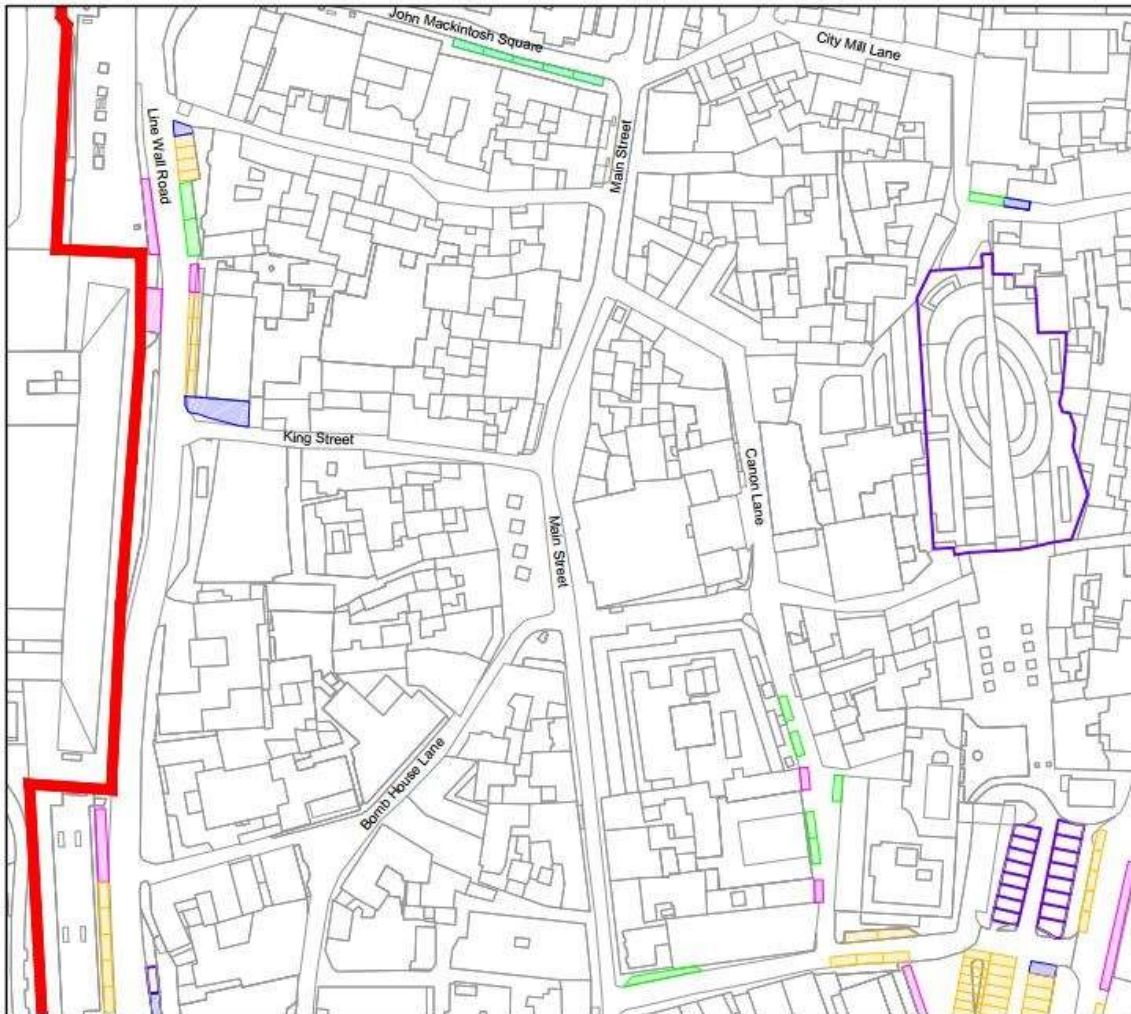 John Mackintosh Square
City Mill Lane
Line Wall Road
Main Street
King Street
Canon Lane
Main Street
Bomb House Lane